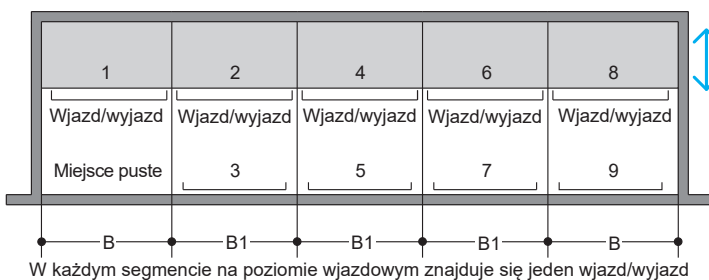 1 2 4 6 8
Wjazd/wyjazd Wjazd/wyjazd Wjazd/wyjazd Wjazd/wyjazd Wjazd/wyjazd
Miejsce puste 3 5 7 9
B B1 B1 B1 B
W każdym segmencie na poziomie wjazdowym znajduje się jeden wjazd/wyjazd